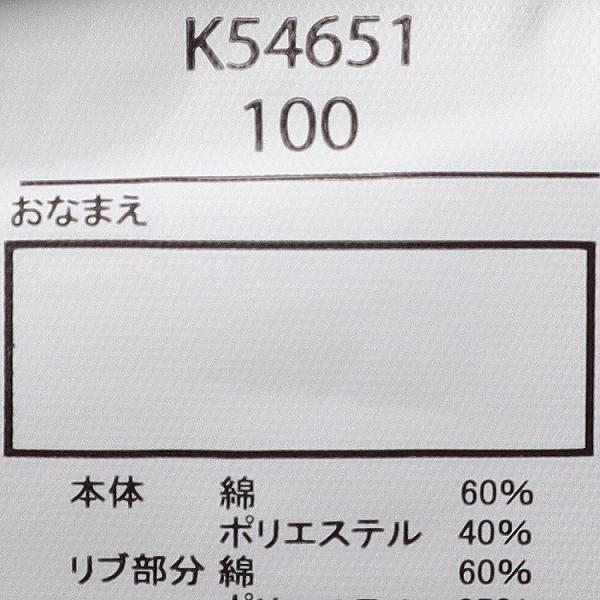 K54651
100
おなまえ
本体 綿 60%
ポリエステル 40%
リブ部分 綿 60%